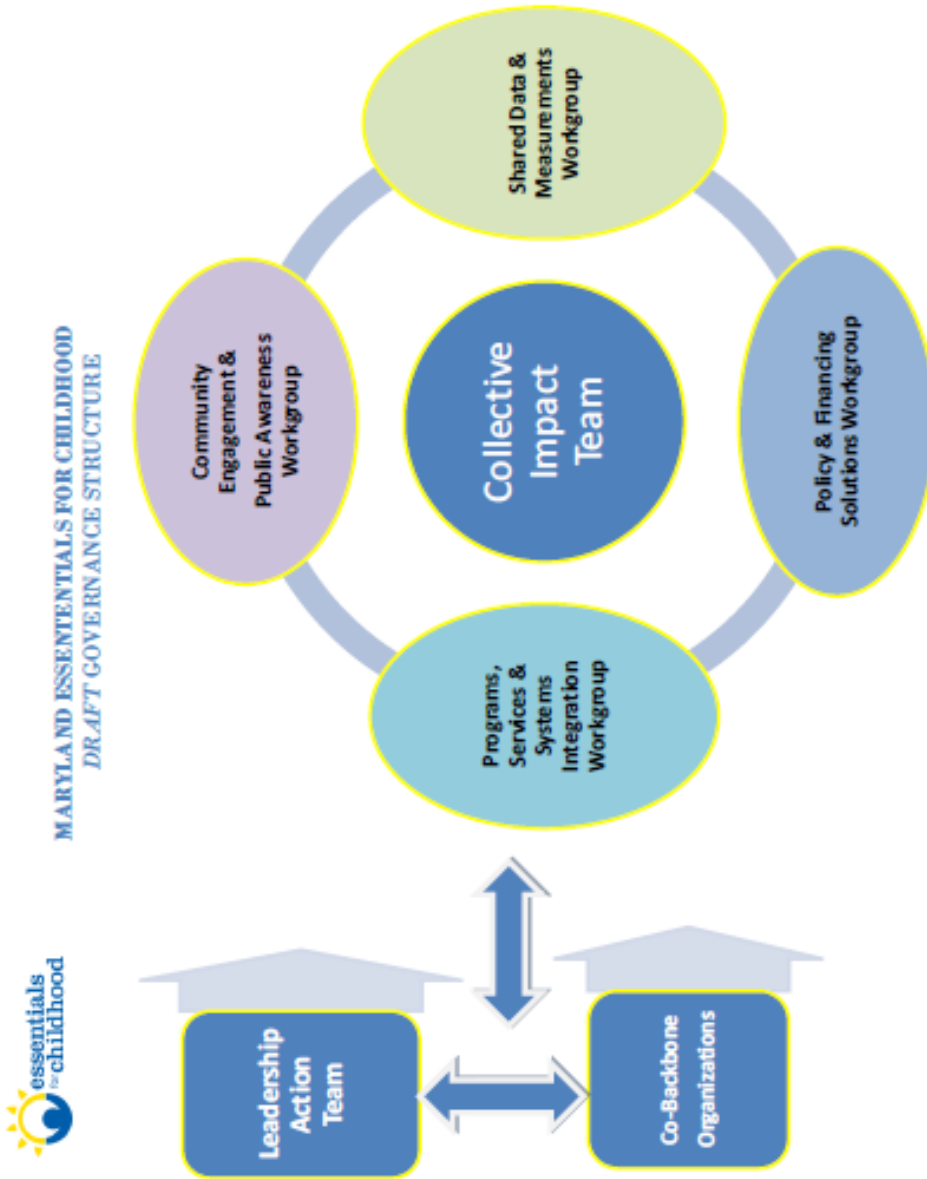 essentials
for childhood
MARYLAND ESSENTENTIALS FOR CHILDHOOD
DRAFT GOVERNANCE STRUCTURE
Leadership
Action
Team
Co-Backbone
Organizations
Community
Engagement &
Public Awareness
Workgroup
Programs,
Services &
Systems
Integration
Workgroup
Collective
Impact
Team
Shared Data &
Measurements
Workgroup
Policy & Financing
Solutions Workgroup